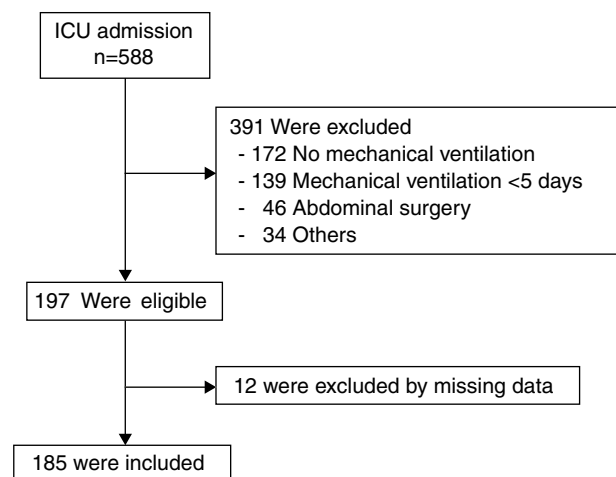 ICU admission
n=588
391 Were excluded
- 172 No mechanical ventilation
- 139 Mechanical ventilation <5 days
- 46 Abdominal surgery
- 34 Others
197 Were eligible
12 were excluded by missing data
185 were included